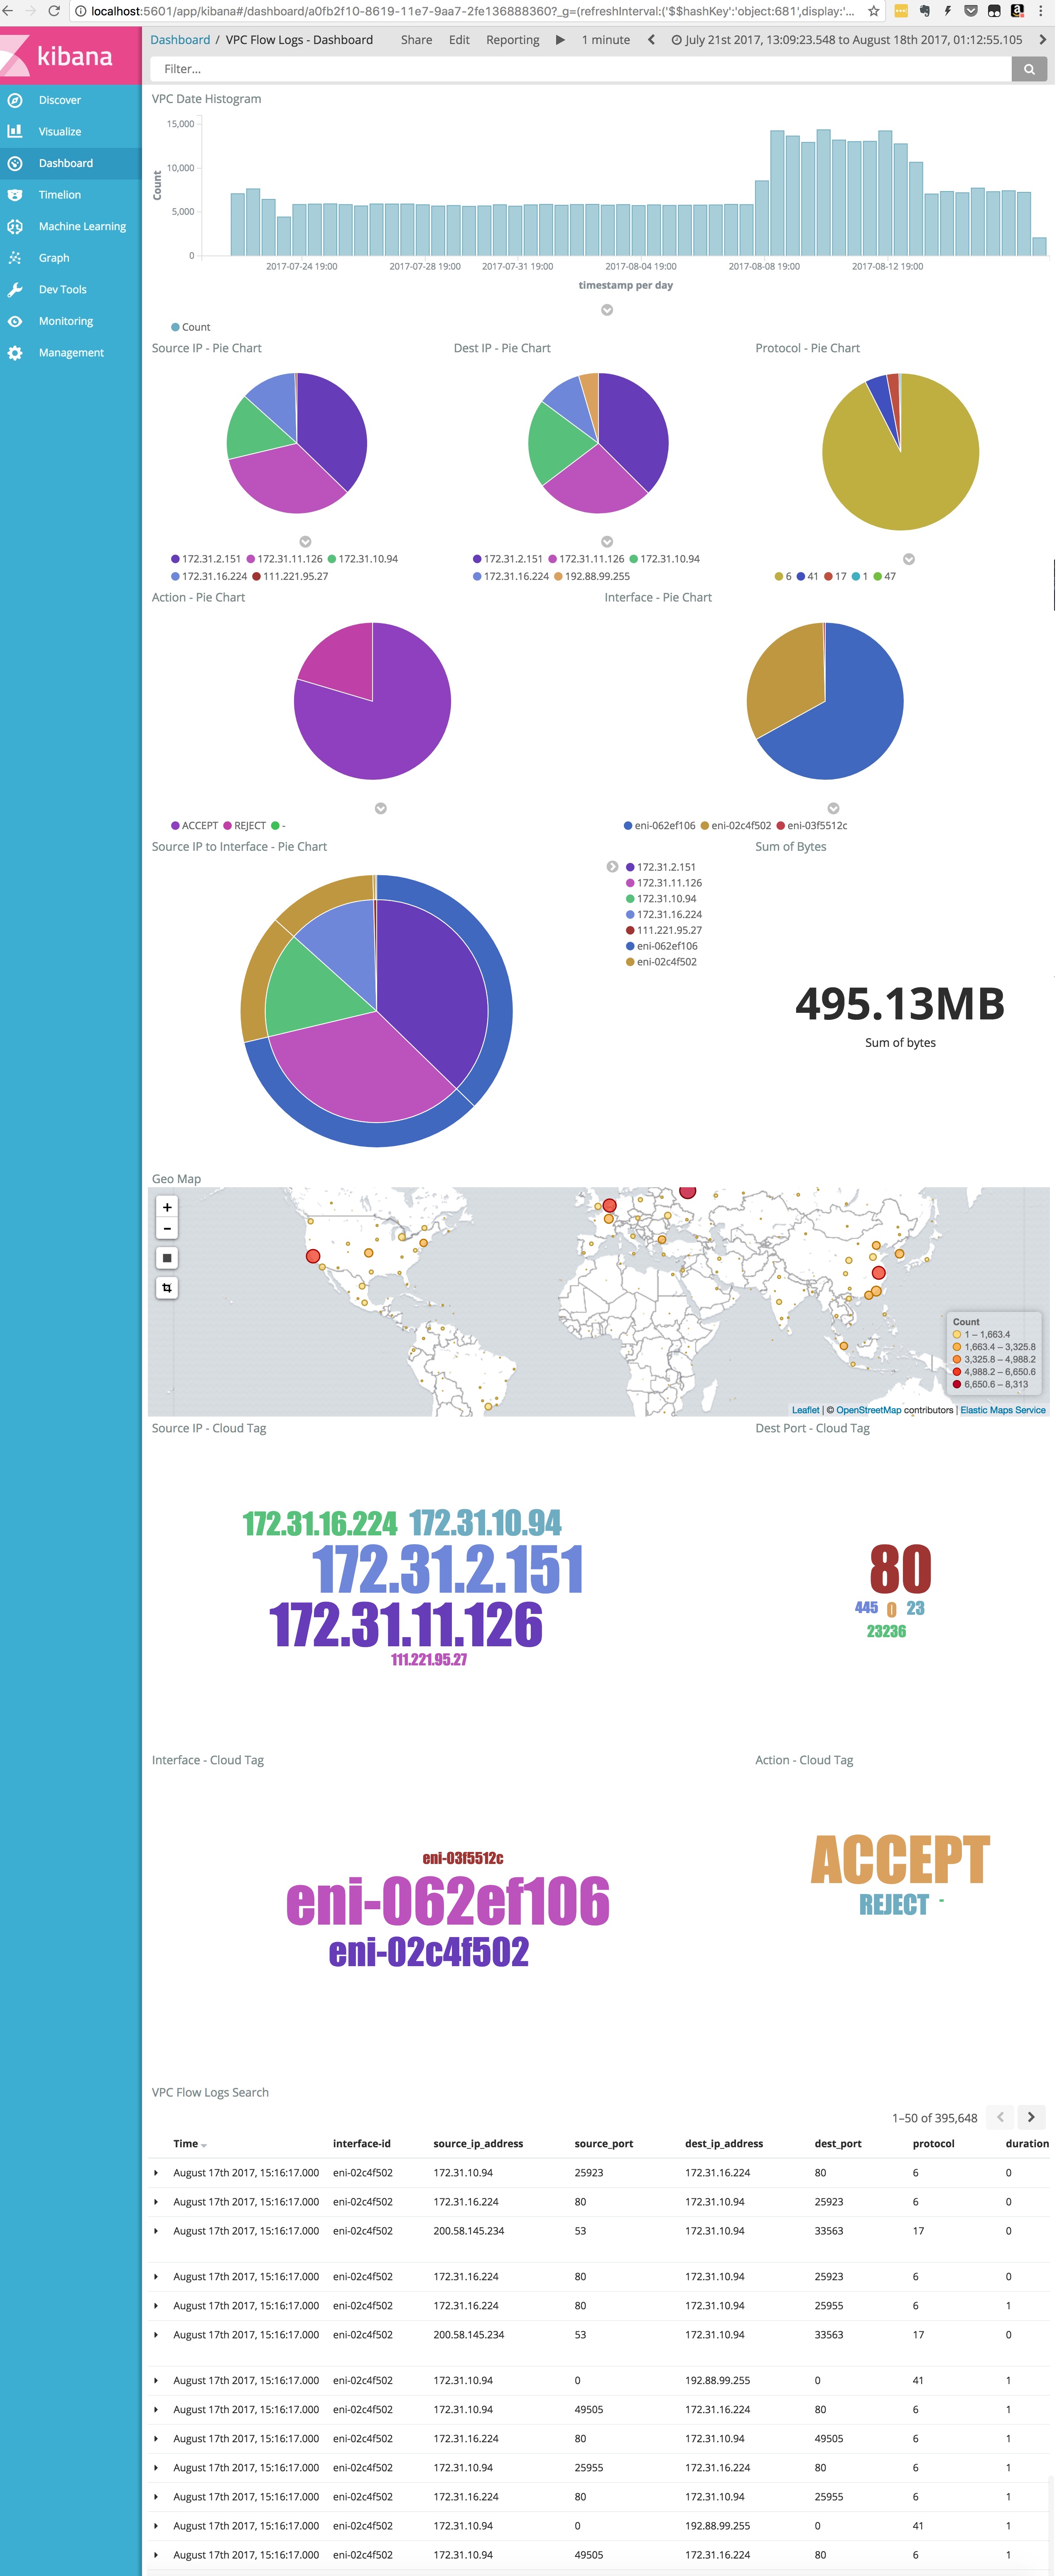 localhost:5601/app/kibana#/dashboard/a0fb2f10-8619-11e7-9aa7-2fe136888360?_g=(refreshInterval:('$$hashKey':'object:681',display:'...
kibana
Dashboard / VPC Flow Logs - Dashboard Share Edit Reporting 1 minute July 21st 2017, 13:09:23.548 to August 18th 2017, 01:12:55.105
Filter...
Discover
Visualize
Dashboard
Timelion
Machine Learning
Graph
Dev Tools
Monitoring
Management
VPC Date Histogram
15,000
10,000
5,000
0
Count
2017-07-24 19:00 2017-07-28 19:00 2017-07-31 19:00 2017-08-04 19:00 2017-08-08 19:00 2017-08-12 19:00
timestamp per day
Count
Source IP - Pie Chart
172.31.2.151 172.31.11.126 172.31.10.94
172.31.16.224 111.221.95.27
Dest IP - Pie Chart
172.31.2.151 172.31.11.126 172.31.10.94
172.31.16.224 192.88.99.255
Protocol - Pie Chart
6 41 17 1 47
Action - Pie Chart
ACCEPT REJECT -
Interface - Pie Chart
eni-062ef106 eni-02c4f502 eni-03f5512c
Source IP to Interface - Pie Chart
172.31.2.151
172.31.11.126
172.31.10.94
172.31.16.224
111.221.95.27
eni-062ef106
eni-02c4f502
Sum of Bytes
495.13MB
Sum of bytes
Geo Map
+
-
Count
1 – 1,663.4
1,663.4 – 3,325.8
3,325.8 – 4,988.2
4,988.2 – 6,650.6
6,650.6 – 8,313
Leaflet | © OpenStreetMap contributors | Elastic Maps Service
Source IP - Cloud Tag
172.31.16.224 172.31.10.94
172.31.2.151
172.31.11.126
111.221.95.27
Dest Port - Cloud Tag
80
445 0 23
23236
Interface - Cloud Tag
eni-03f5512c
eni-062ef106
eni-02c4f502
Action - Cloud Tag
ACCEPT
REJECT -
VPC Flow Logs Search
1–50 of 395,648
Time interface-id source_ip_address source_port dest_ip_address dest_port protocol duration
August 17th 2017, 15:16:17.000 eni-02c4f502 172.31.10.94 25923 172.31.16.224 80 6 0
August 17th 2017, 15:16:17.000 eni-02c4f502 172.31.16.224 80 172.31.10.94 25923 6 0
August 17th 2017, 15:16:17.000 eni-02c4f502 200.58.145.234 53 172.31.10.94 33563 17 0
August 17th 2017, 15:16:17.000 eni-02c4f502 172.31.16.224 80 172.31.10.94 25923 6 0
August 17th 2017, 15:16:17.000 eni-02c4f502 172.31.16.224 80 172.31.10.94 25955 6 1
August 17th 2017, 15:16:17.000 eni-02c4f502 200.58.145.234 53 172.31.10.94 33563 17 0
August 17th 2017, 15:16:17.000 eni-02c4f502 172.31.10.94 0 192.88.99.255 0 41 1
August 17th 2017, 15:16:17.000 eni-02c4f502 172.31.10.94 49505 172.31.16.224 80 6 1
August 17th 2017, 15:16:17.000 eni-02c4f502 172.31.16.224 80 172.31.10.94 49505 6 1
August 17th 2017, 15:16:17.000 eni-02c4f502 172.31.10.94 25955 172.31.16.224 80 6 1
August 17th 2017, 15:16:17.000 eni-02c4f502 172.31.16.224 80 172.31.10.94 25955 6 1
August 17th 2017, 15:16:17.000 eni-02c4f502 172.31.10.94 0 192.88.99.255 0 41 1
August 17th 2017, 15:16:17.000 eni-02c4f502 172.31.10.94 49505 172.31.16.224 80 6 1